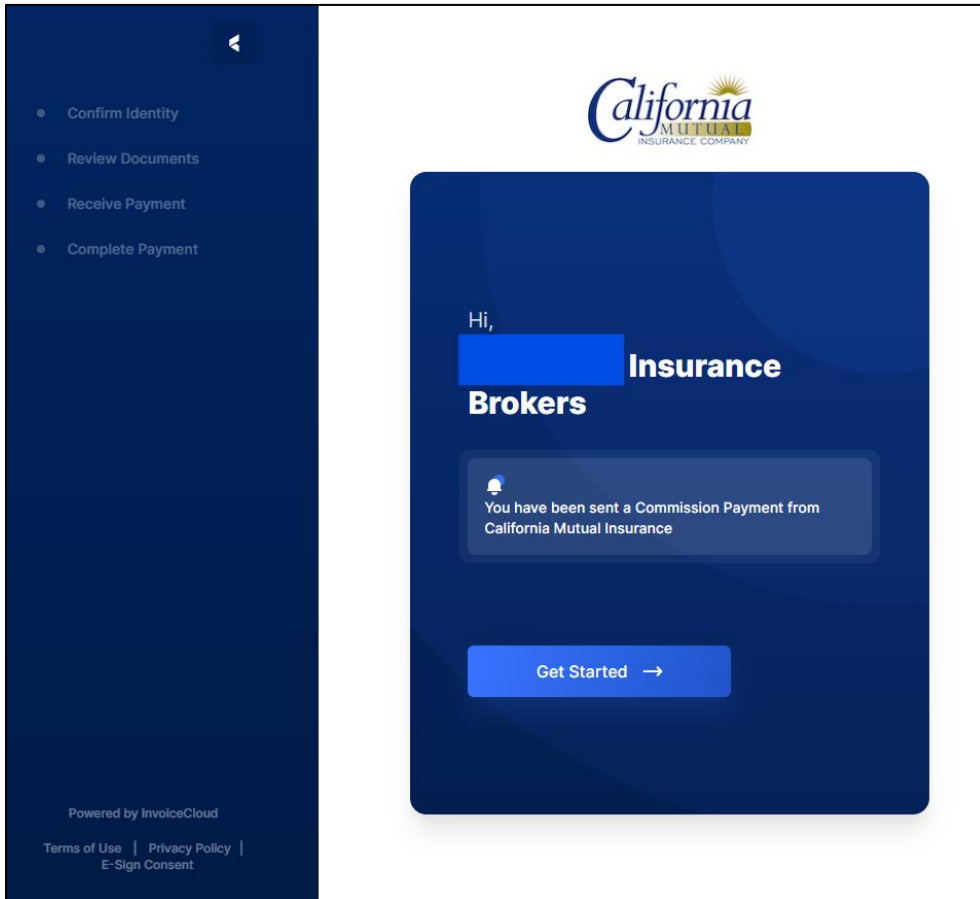 Confirm Identity
Review Documents
Receive Payment
Complete Payment
Powered by InvoiceCloud
Terms of Use | Privacy Policy |
E-Sign Consent
California
MUTUAL
INSURANCE COMPANY
Hi,
Insurance
Brokers
You have been sent a Commission Payment from
California Mutual Insurance
Get Started →